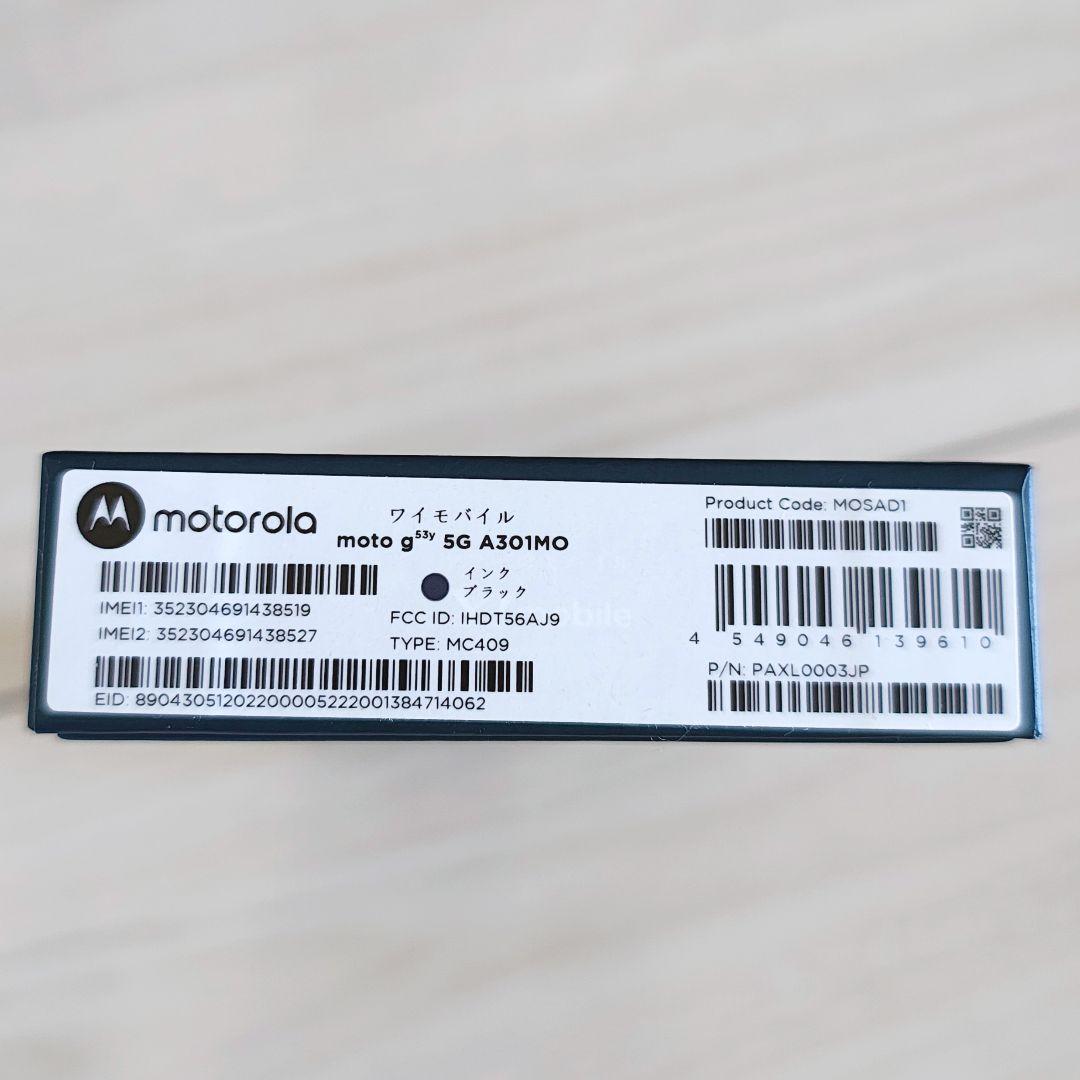 motorola
ワイモバイル
moto g53y 5G A301MO
インク
ブラック
IMEI1: 352304691438519
IMEI2: 352304691438527
FCC ID: IHDT56AJ9
TYPE: MC409
EID: 89043051202200005222001384714062
Product Code: MOSAD1
4 549046 139610
P/N: PAXL0003JP